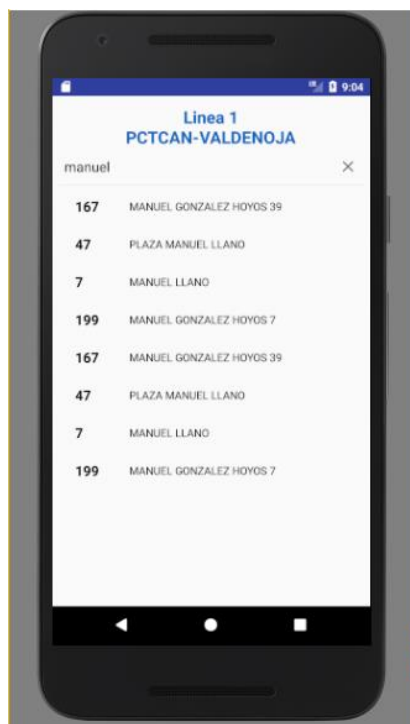 9:04
Linea 1
PCTCAN-VALDENOJA
manuel
167 MANUEL GONZALEZ HOYOS 39
47 PLAZA MANUEL LLANO
7 MANUEL LLANO
199 MANUEL GONZALEZ HOYOS 7
167 MANUEL GONZALEZ HOYOS 39
47 PLAZA MANUEL LLANO
7 MANUEL LLANO
199 MANUEL GONZALEZ HOYOS 7